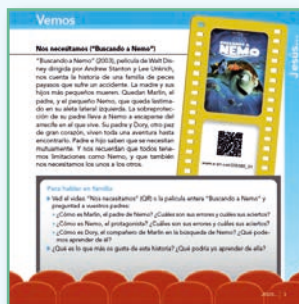 Vemos
Nos necesitamos ("Buscando a Nemo")
"Buscando a Nemo" (2003), película de Walt Dis-
ney dirigida por Andrew Stanton y Lee Unkrich,
nos cuenta la historia de una familia de peces
payasos que sufre un accidente. La madre y sus
hijos más pequeños mueren. Quedan Marlin, el
padre, y el pequeño Nemo, que queda lastima-
do en su aleta lateral izquierda. La sobreprotec-
ción de su padre lleva a Nemo a escaparse del
arrecife en el que vive. Su padre y Dory, otro pez
de gran corazón, viven toda una aventura hasta
encontrarlo. Padre e hijo saben que se necesitan
mutuamente. Y nos recuerdan que todos tene-
mos limitaciones como Nemo, y que también
nos necesitamos los unos a los otros.
NEMO
Jesús...
Para hablar en familia
Ved el vídeo "Nos necesitamos" (QR) o la película entera "Buscando a Nemo" y
preguntad a vuestros padres:
¿Cómo es Marlin, el padre de Nemo? ¿Cuáles son sus errores y cuáles sus aciertos?
¿Cómo es Nemo, el protagonista? ¿Cuáles son sus errores y cuáles sus aciertos?
¿Cómo es Dory, el compañero de Marlin en la búsqueda de Nemo? ¿Qué pode-
mos aprender de él?
¿Qué es lo que más os gusta de esta historia? ¿Qué podría yo aprender de ella?